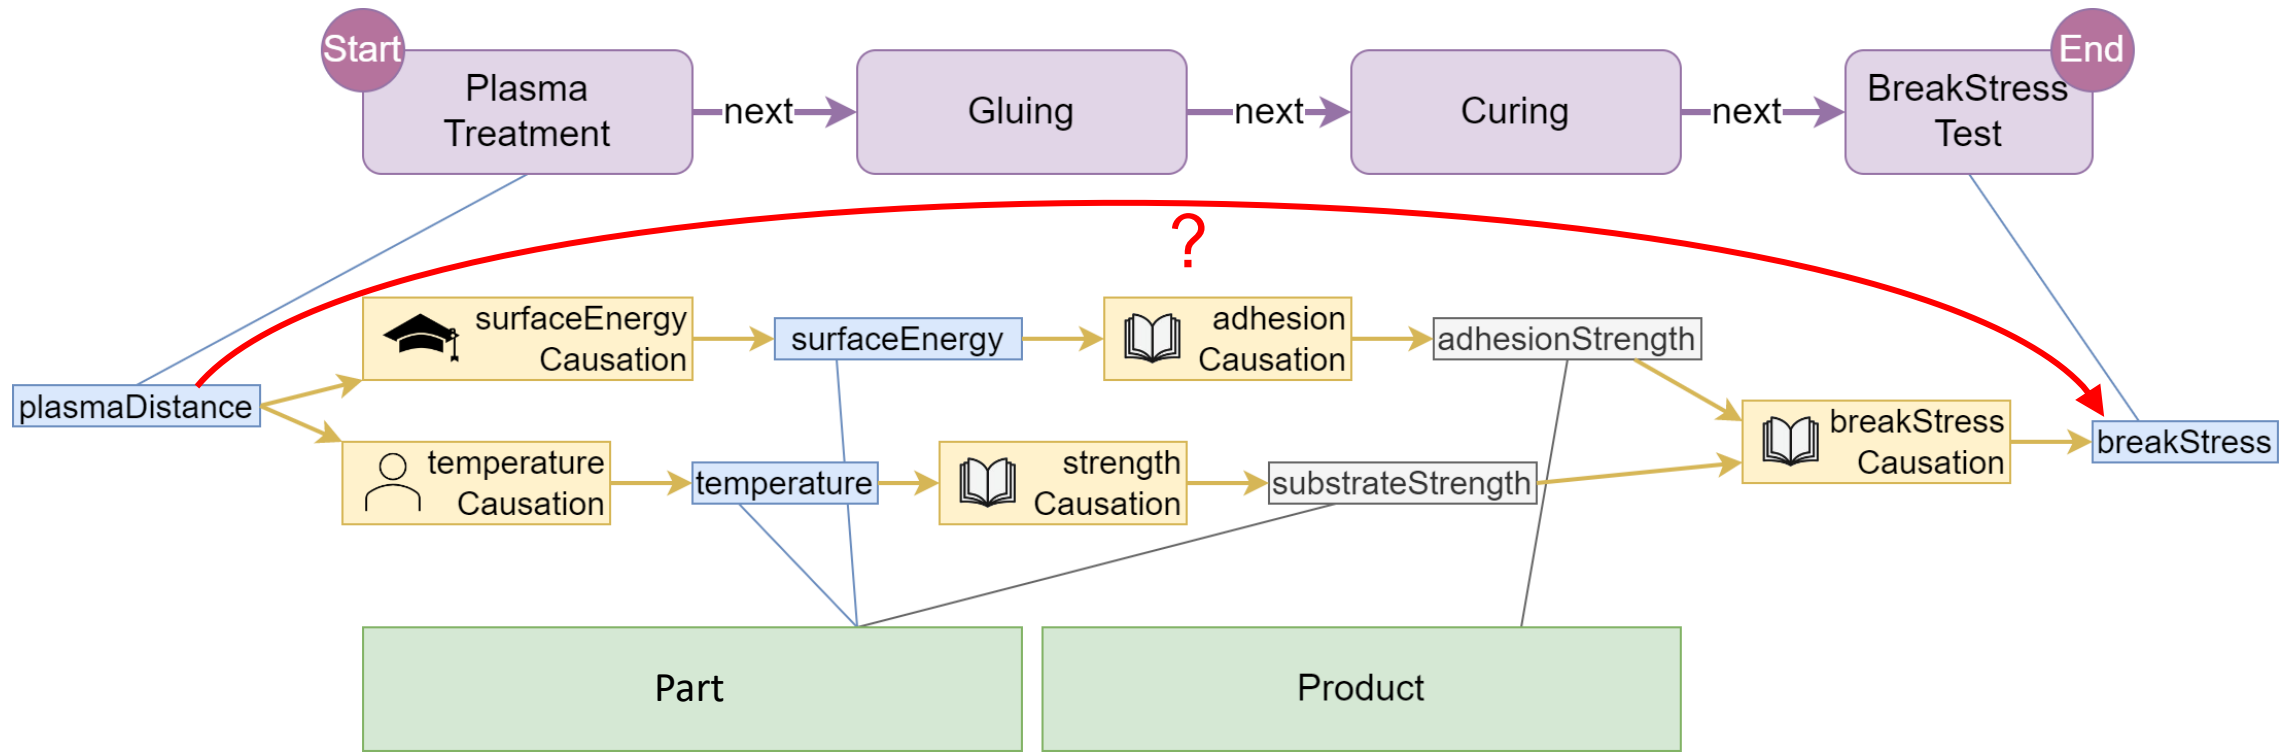 Start
Plasma
Treatment
next
Gluing
next
Curing
next
BreakStress
Test
End
?
surfaceEnergy
Causation
surfaceEnergy
adhesion
Causation
adhesionStrength
plasmaDistance
breakStress
Causation
breakStress
temperature
Causation
temperature
strength
Causation
substrateStrength
Part
Product